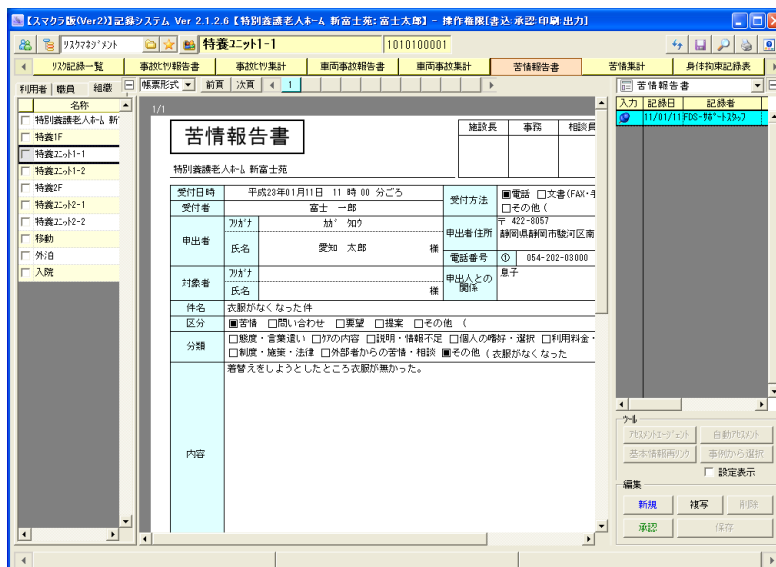 【スマクラ版(Ver2)】記録システム Ver 2.1.2.6【特別養護老人ホーム 新富士苑:富士太郎】 - 操作権限[書込:承認:印刷:出力]
リスクマネジメント 特養ユニット1-1 1010100001
リスク記録一覧 事故ヒヤリ報告書 事故ヒヤリ集計 車両事故報告書 車両事故集計 苦情報告書 苦情集計 身体拘束記録表
利用者 職員 組織
名称
特別養護老人ホーム 新
特養1F
特養ユニット1-1
特養ユニット1-2
特養2F
特養ユニット2-1
特養ユニット2-2
移動
外泊
入院
帳票形式 前頁 次頁 1
1/1
苦情報告書
施設長 事務 相談員
特別養護老人ホーム 新富士苑
受付日時 平成23年01月11日 11 時 00 分ごろ
受付者 富士 一郎
受付方法 ■電話 □文書(FAX・手
□その他 (
申出者 フリガナ
氏名 愛知 太郎 様
申出者住所 〒 422-8057
静岡県静岡市駿河区南
電話番号 ① 054-202-03000
対象者 フリガナ
氏名 様
申出人との関係 息子
件名 衣服がなくなった件
区分 ■苦情 □問い合わせ □要望 □提案 □その他 (
分類 □態度・言葉遣い □ケアの内容 □説明・情報不足 □個人の嗜好・選択 □利用料金・
□制度・施策・法律 □外部者からの苦情・相談 ■その他 (衣服がなくなった
内容 着替えをしようとしたところ衣服が無かった。
苦情報告書
入力 記録日 記録者
11/01/11 FDS-サポートスタッフ
ツール
アセスメントエージェント 自動アセスメント
基本情報再リンク 事例から選択
設定表示
編集
新規 複写 削除
承認 保存